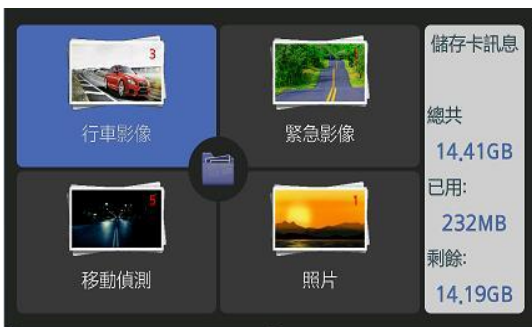 3
行車影像
1
緊急影像
5
移動偵測
1
照片
儲存卡訊息
總共
14.41GB
已用:
232MB
剩餘:
14.19GB